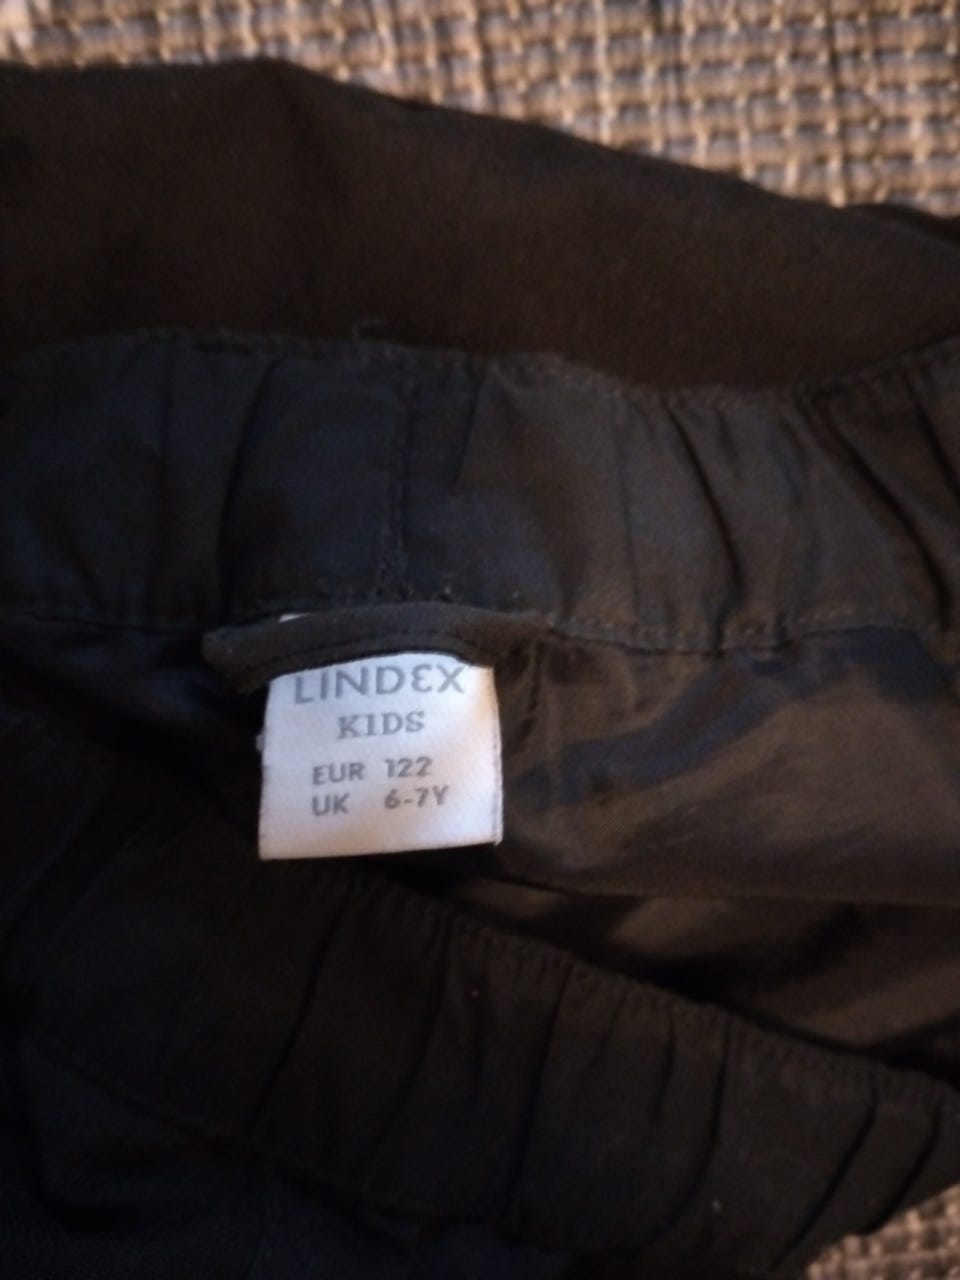 LINDEX
KIDS
EUR 122
UK 6-7Y